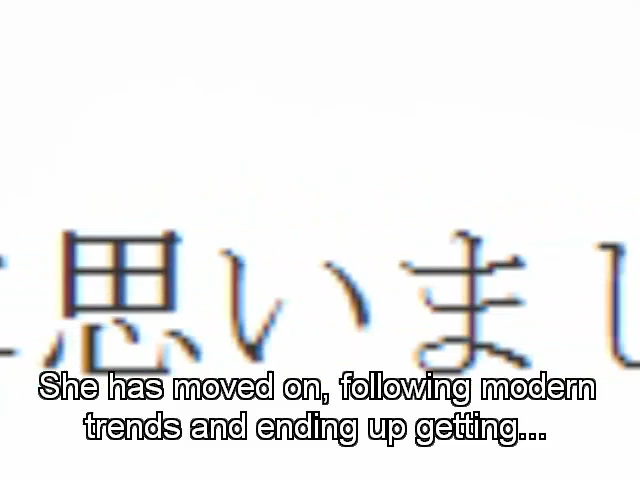 思いまし
She has moved on, following modern
trends and ending up getting...